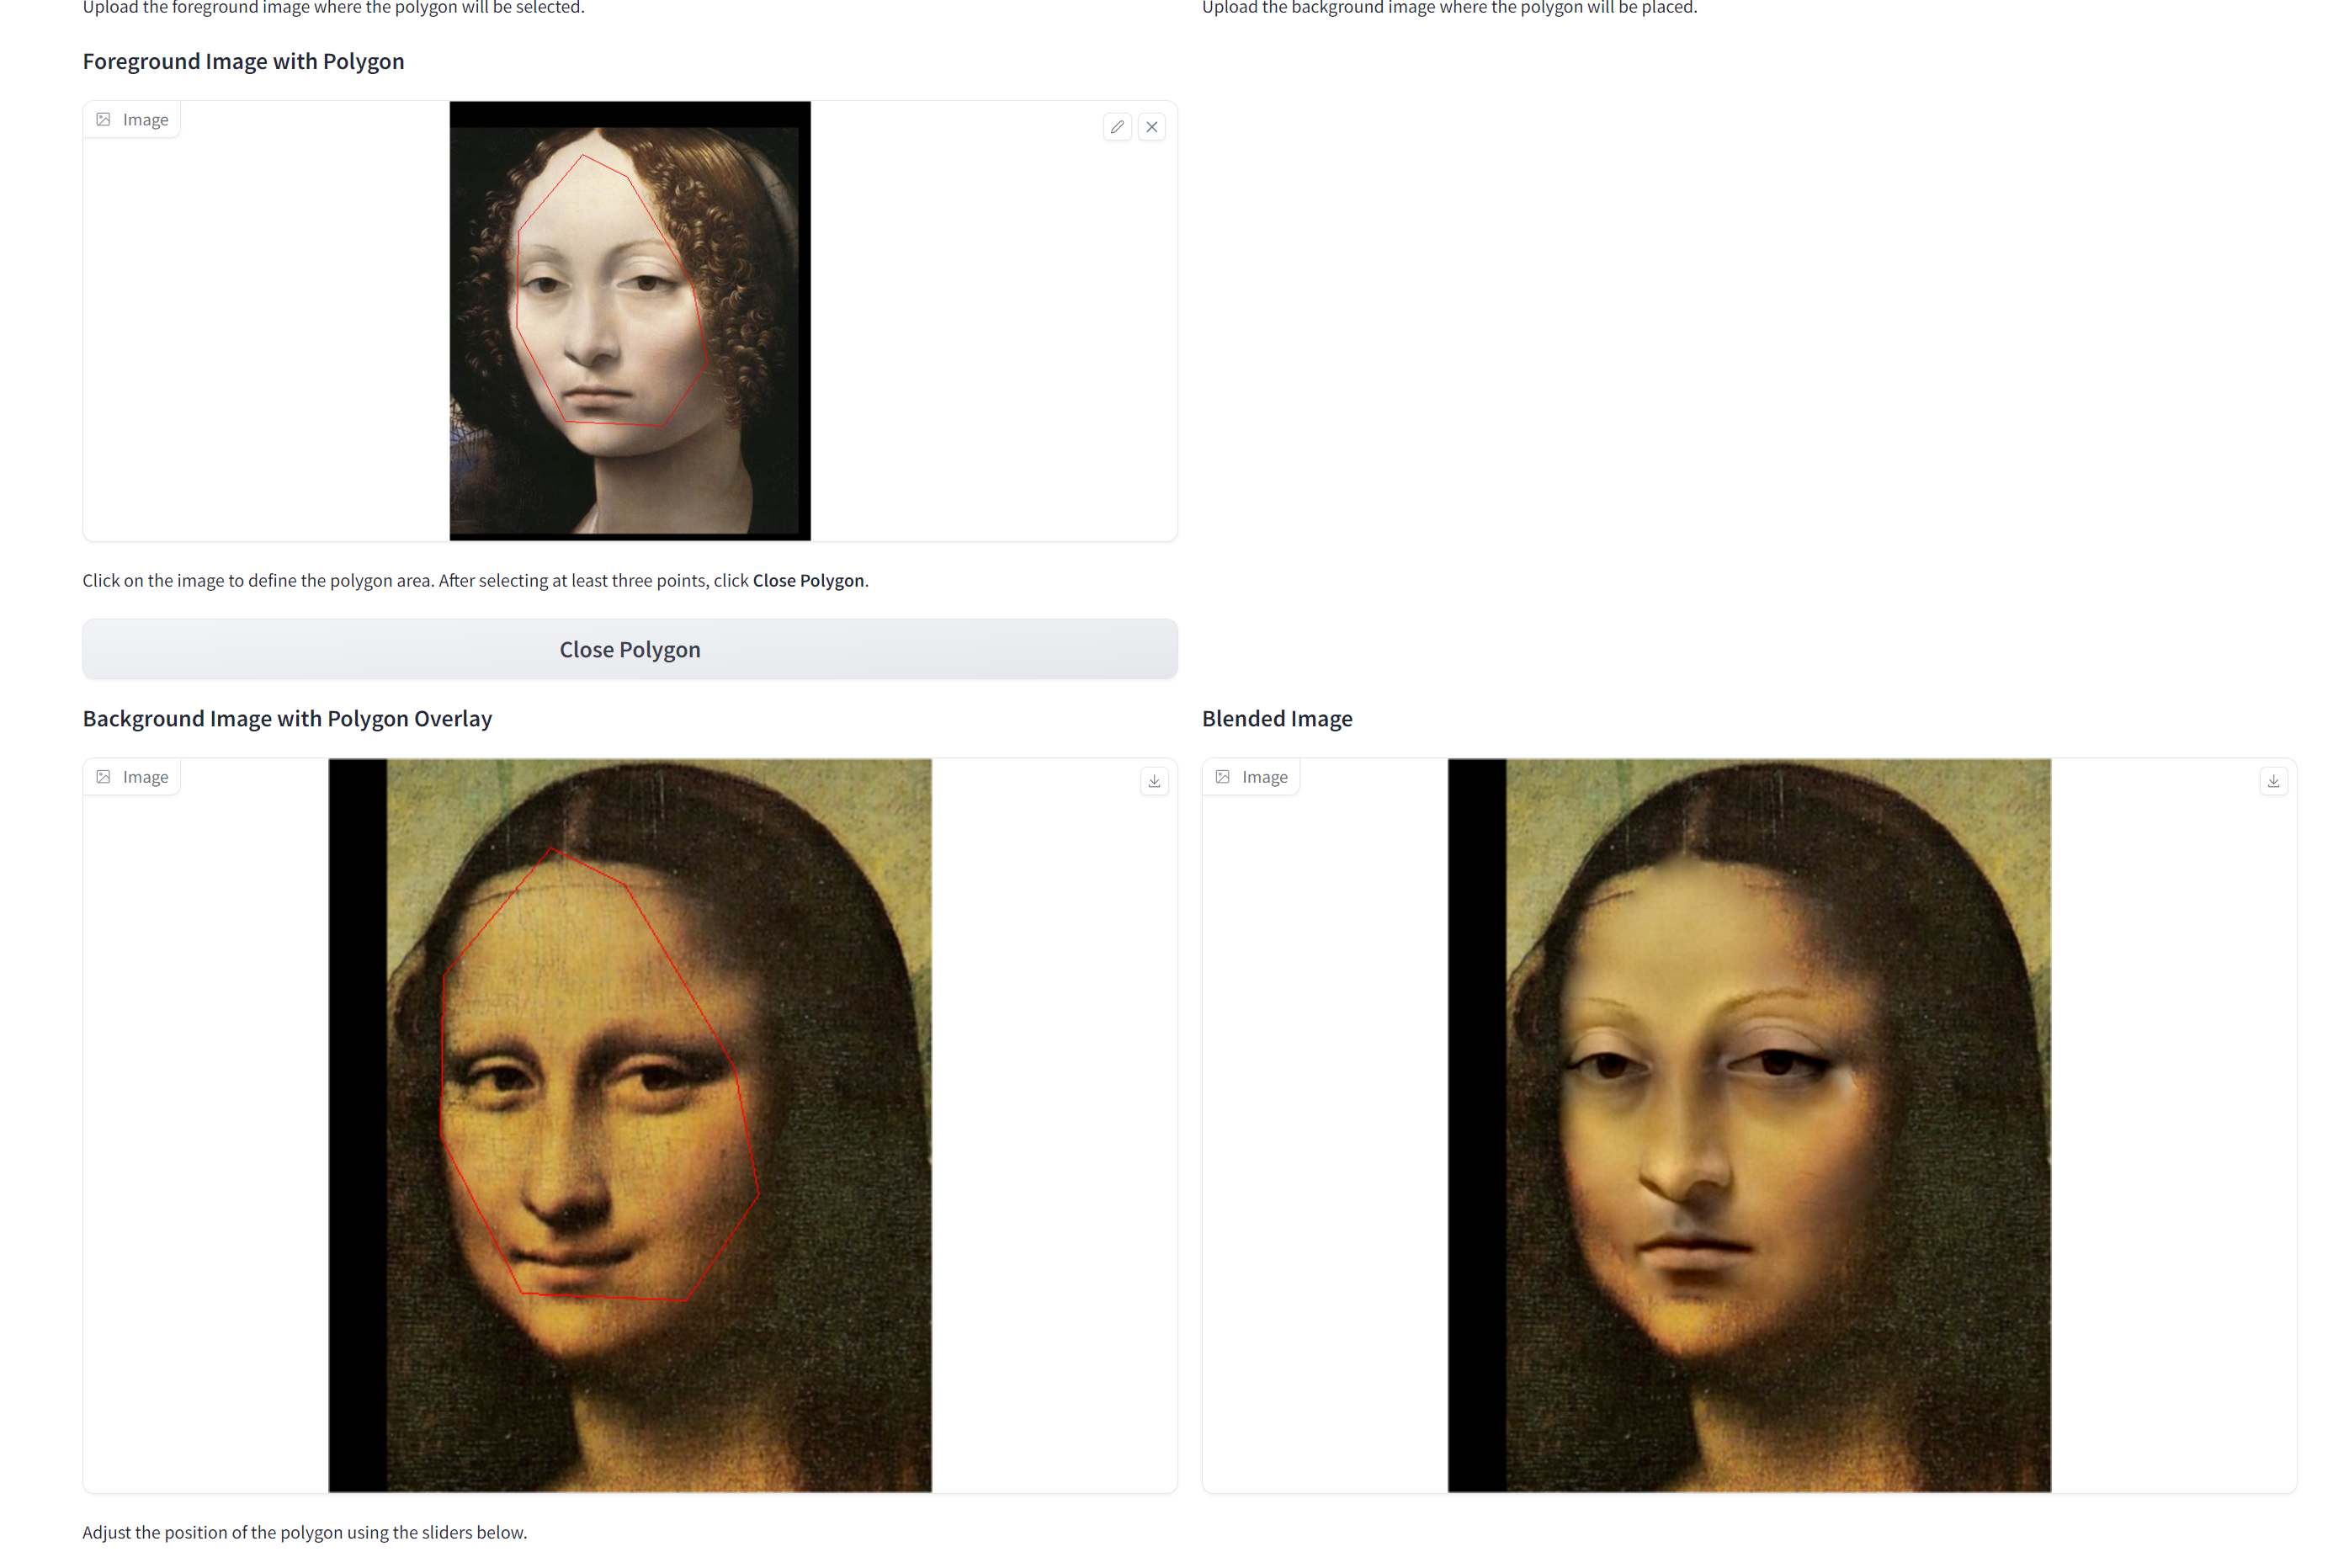 Upload the foreground image where the polygon will be selected.
Upload the background image where the polygon will be placed.
Foreground Image with Polygon
Image
Click on the image to define the polygon area. After selecting at least three points, click Close Polygon.
Close Polygon
Background Image with Polygon Overlay
Blended Image
Image
Image
Adjust the position of the polygon using the sliders below.